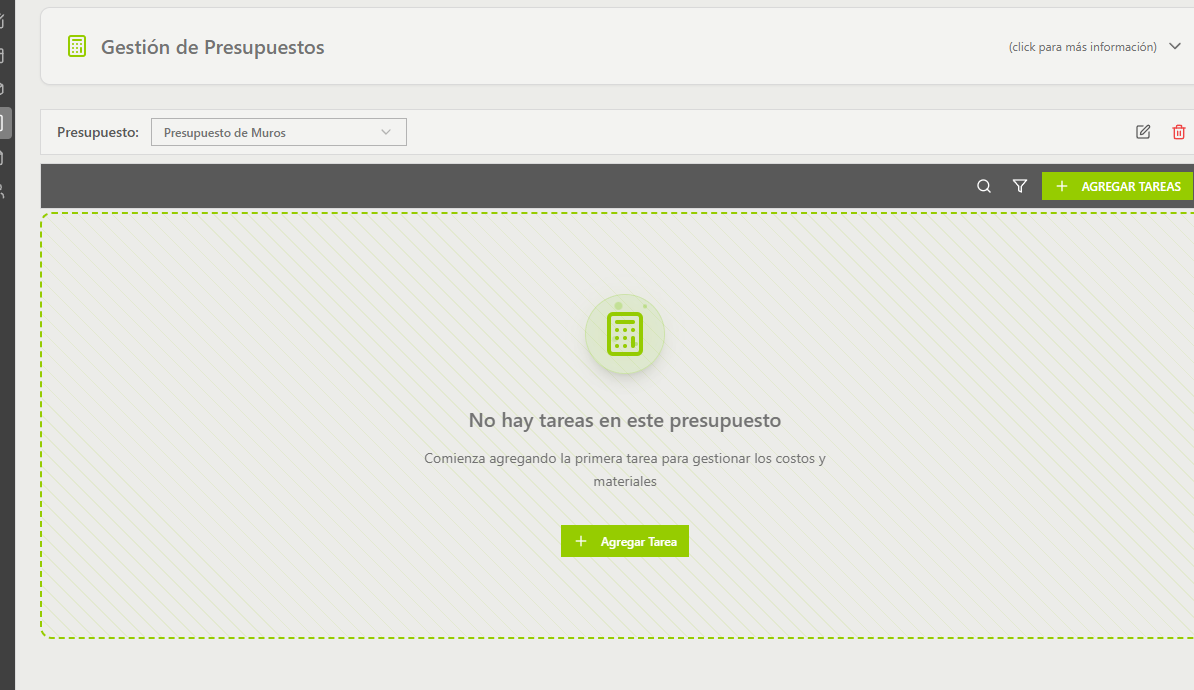 Gestión de Presupuestos
(click para más información)
Presupuesto:
Presupuesto de Muros
AGREGAR TAREAS
No hay tareas en este presupuesto
Comienza agregando la primera tarea para gestionar los costos y
materiales
Agregar Tarea